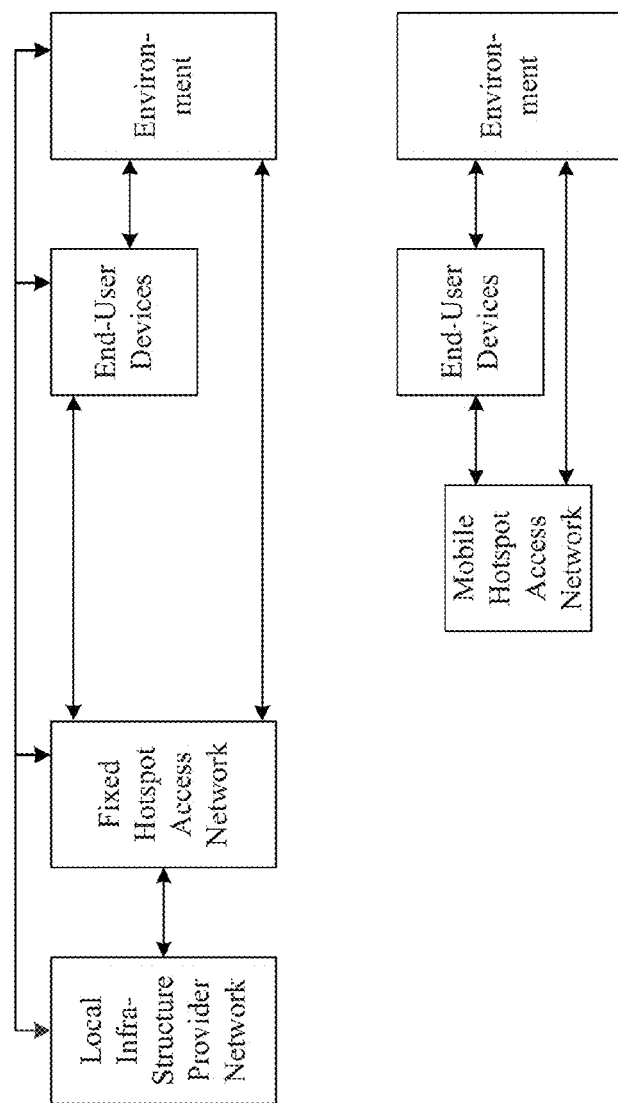 Local
Infra-
Structure
Provider
Network
Fixed
Hotspot
Access
Network
End-User
Devices
Environ-
ment
Mobile
Hotspot
Access
Network
End-User
Devices
Environ-
ment